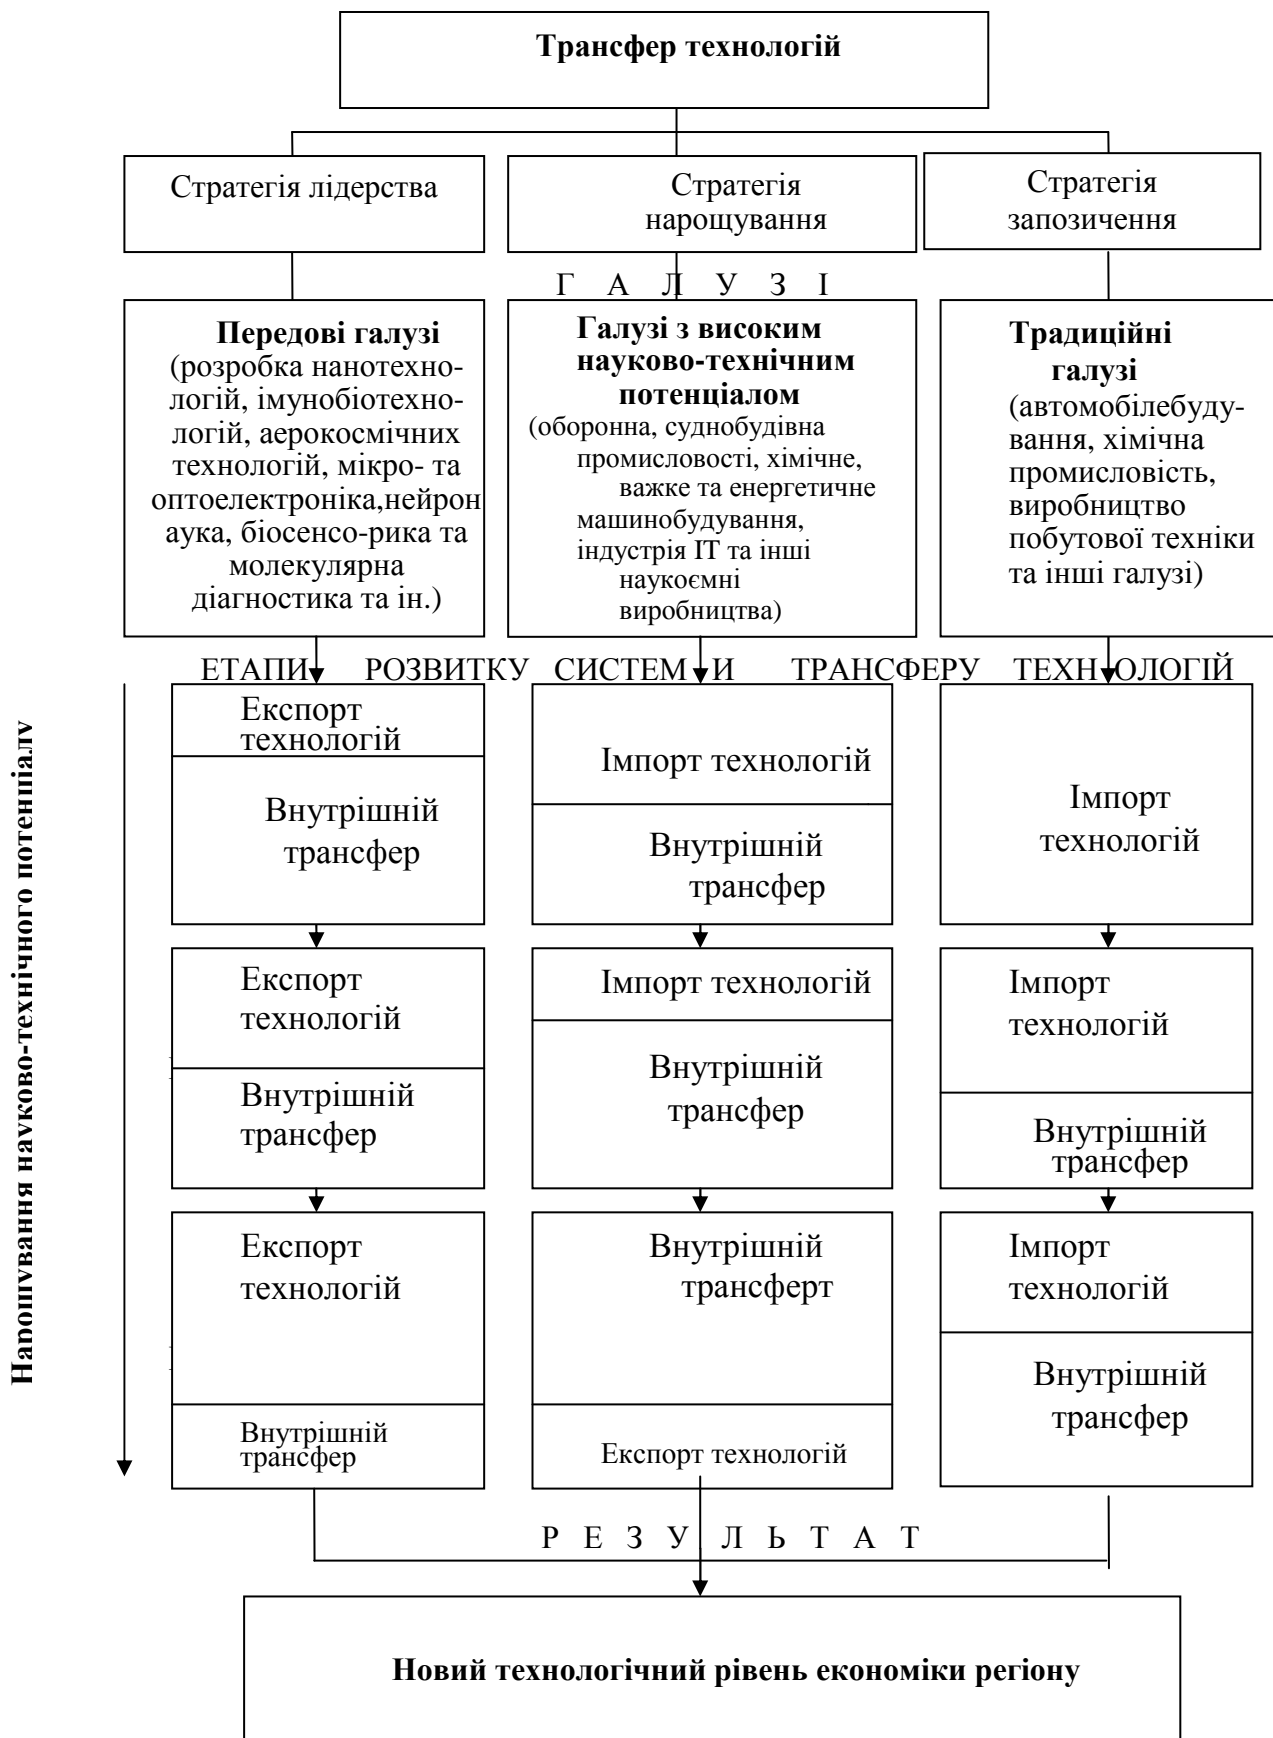 Трансфер технологій
Стратегія лідерства
Стратегія
нарощування
Стратегія
запозичення
Г А Л У З І
Передові галузі
(розробка нанотехно-
логій, імунобіотехно-
логій, аерокосмічних
технологій, мікро- та
оптоелектроніка,нейрон
аука, біосенсо-рика та
молекулярна
діагностика та ін.)
Галузі з високим
науково-технічним
потенціалом
(оборонна, суднобудівна
промисловості, хімічне,
важке та енергетичне
машинобудування,
індустрія ІТ та інші
наукоємні
виробництва)
Традиційні
галузі
(автомобілебуду-
вання, хімічна
промисловість,
виробництво
побутової техніки
та інші галузі)
ЕТАПИ РОЗВИТКУ СИСТЕМ И ТРАНСФЕРУ ТЕХН ОЛОГІЙ
Нарощування науково-технічного потенціалу
Експорт
технологій
Внутрішній
трансфер
Імпорт технологій
Внутрішній
трансфер
Імпорт
технологій
Експорт
технологій
Внутрішній
трансфер
Імпорт технологій
Внутрішній
трансфер
Імпорт
технологій
Внутрішній
трансфер
Експорт
технологій
Внутрішній
трансфер
Внутрішній
трансферт
Експорт технологій
Імпорт
технологій
Внутрішній
трансфер
Р Е З У Л Ь Т А Т
Новий технологічний рівень економіки регіону